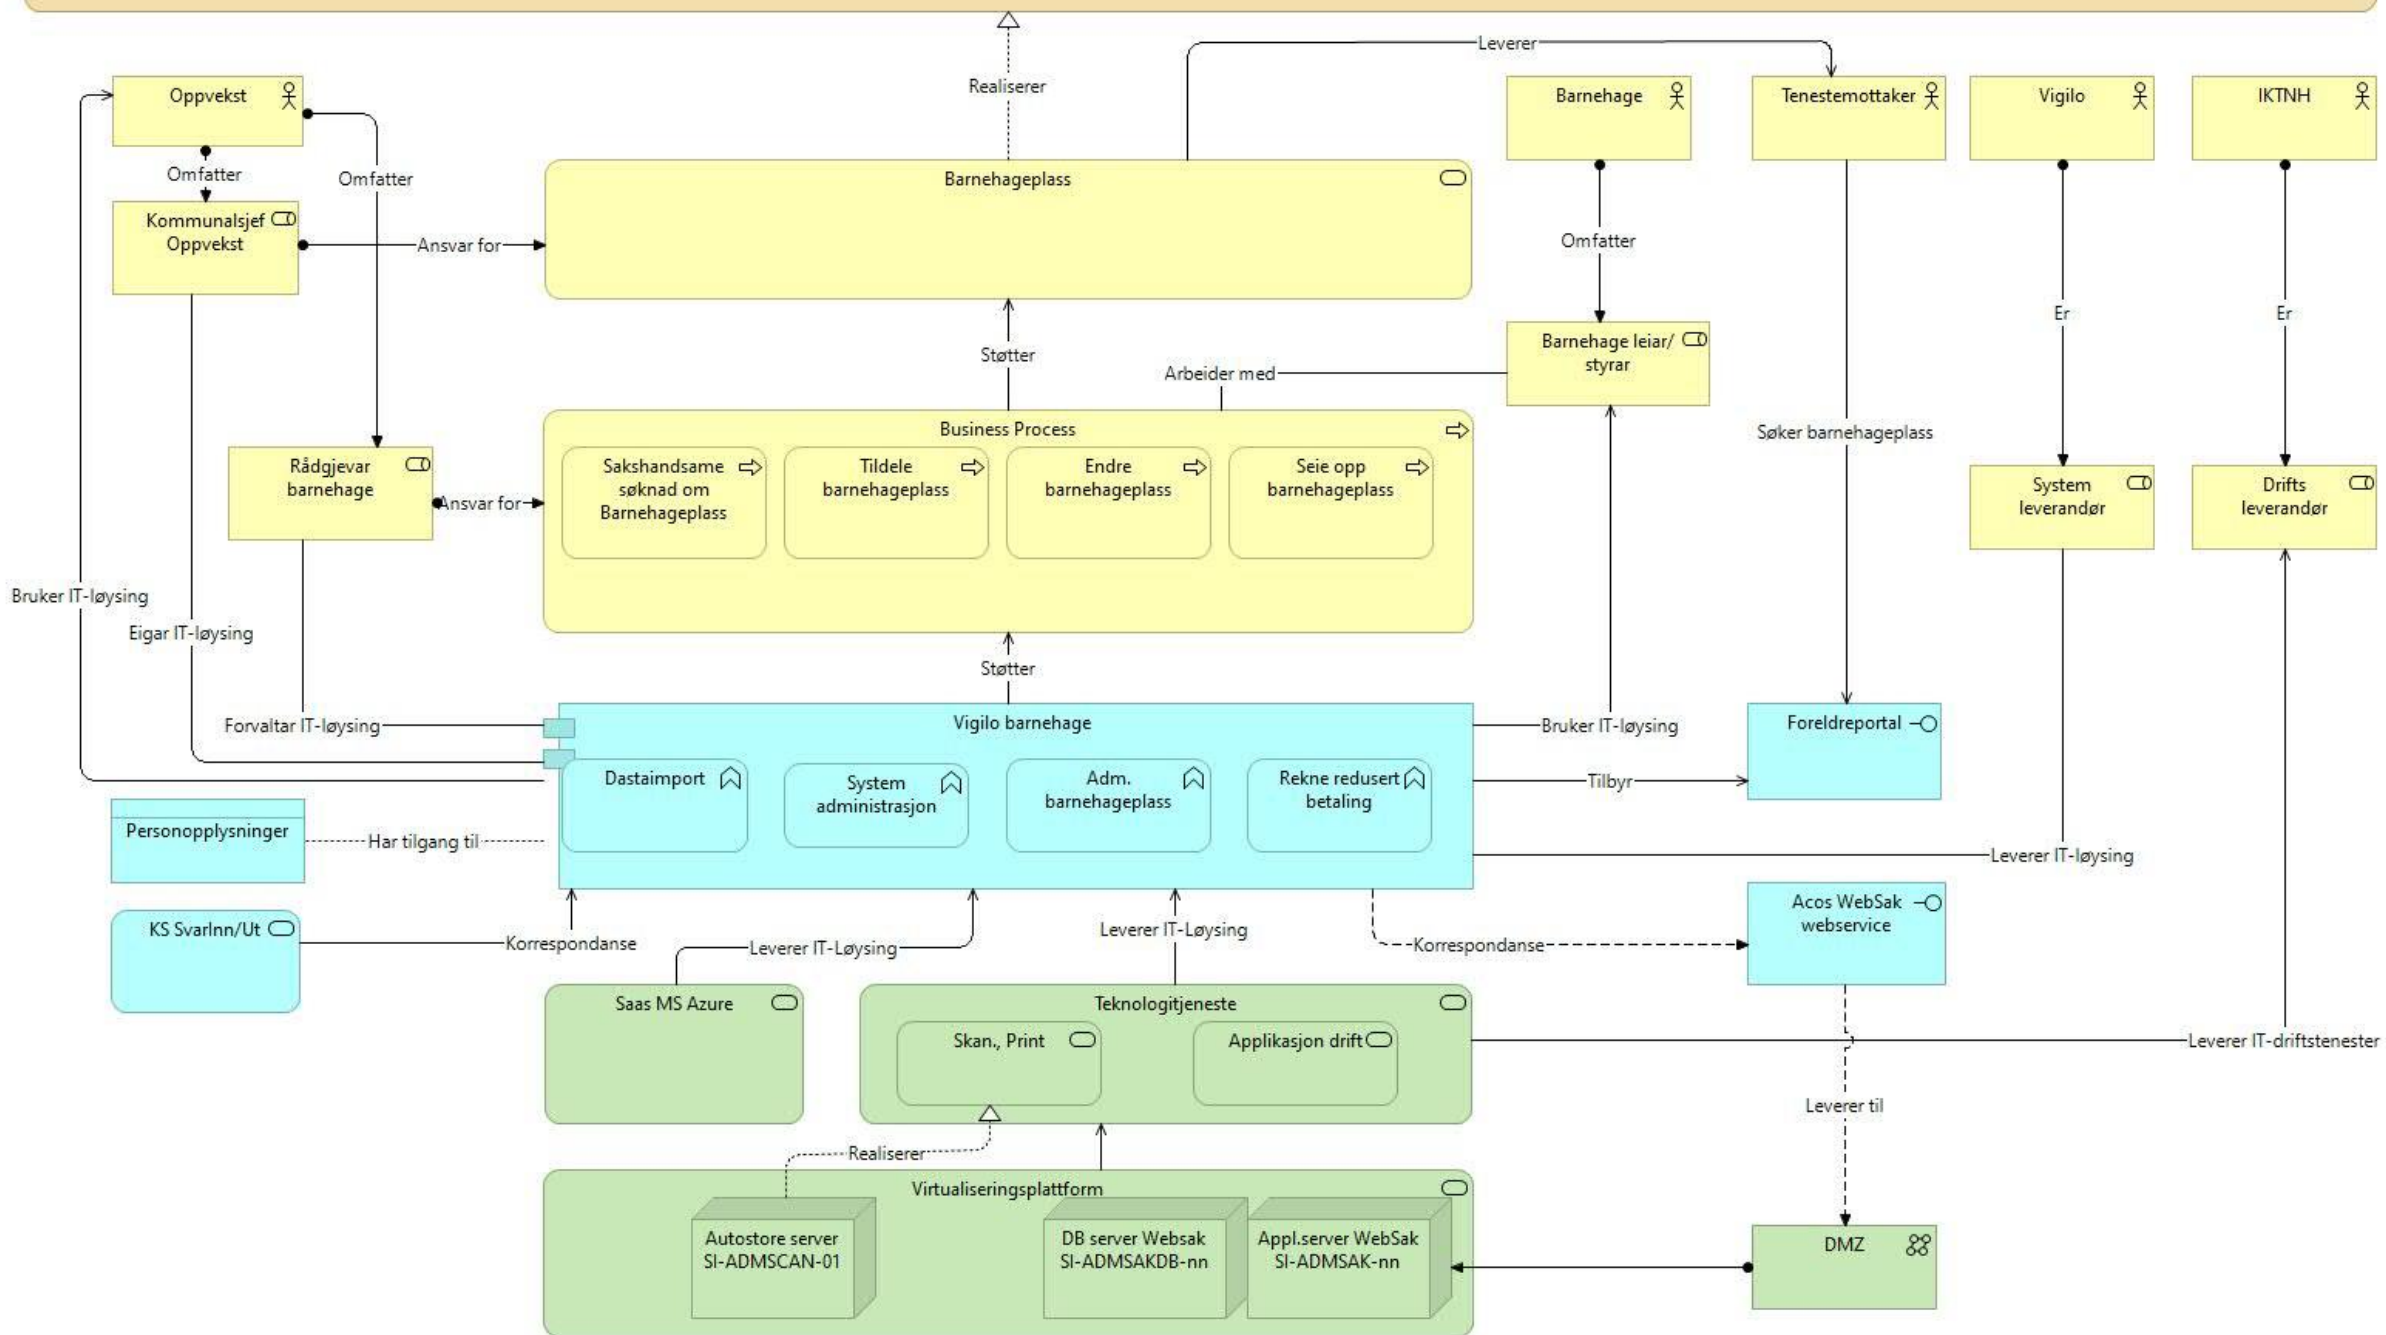 Leverer
Realiserer
Oppvekst
Barnehage
Tenestemottaker
Vigilo
IKTNH
Omfatter
Omfatter
Barnehageplass
Kommunalsjef
Oppvekst
Ansvar for
Omfatter
Er
Er
Støtter
Barnehage leiar/
styrar
Arbeider med
Business Process
Søker barnehageplass
Rådgjevar
barnehage
Ansvar for
Sakshandsame
søknad om
Barnehageplass
Tildele
barnehageplass
Endre
barnehageplass
Seie opp
barnehageplass
System
leverandør
Drifts
leverandør
Bruker IT-løysing
Eigar IT-løysing
Støtter
Forvaltar IT-løysing
Vigilo barnehage
Bruker IT-løysing
Foreldreportal
Dastaimport
System
administrasjon
Adm.
barnehageplass
Rekne redusert
betaling
Tilbyr
Personopplysninger
Har tilgang til
Leverer IT-løysing
KS SvarInn/Ut
Korrespondanse
Leverer IT-Løysing
Leverer IT-Løysing
Korrespondanse
Acos WebSak
webservice
Saas MS Azure
Teknologitjeneste
Skan., Print
Applikasjon drift
Leverer IT-driftstenester
Leverer til
Realiserer
Virtualiseringsplattform
Autostore server
SI-ADMSCAN-01
DB server Websak
SI-ADMSAKDB-nn
Appl.server WebSak
SI-ADMSAK-nn
DMZ